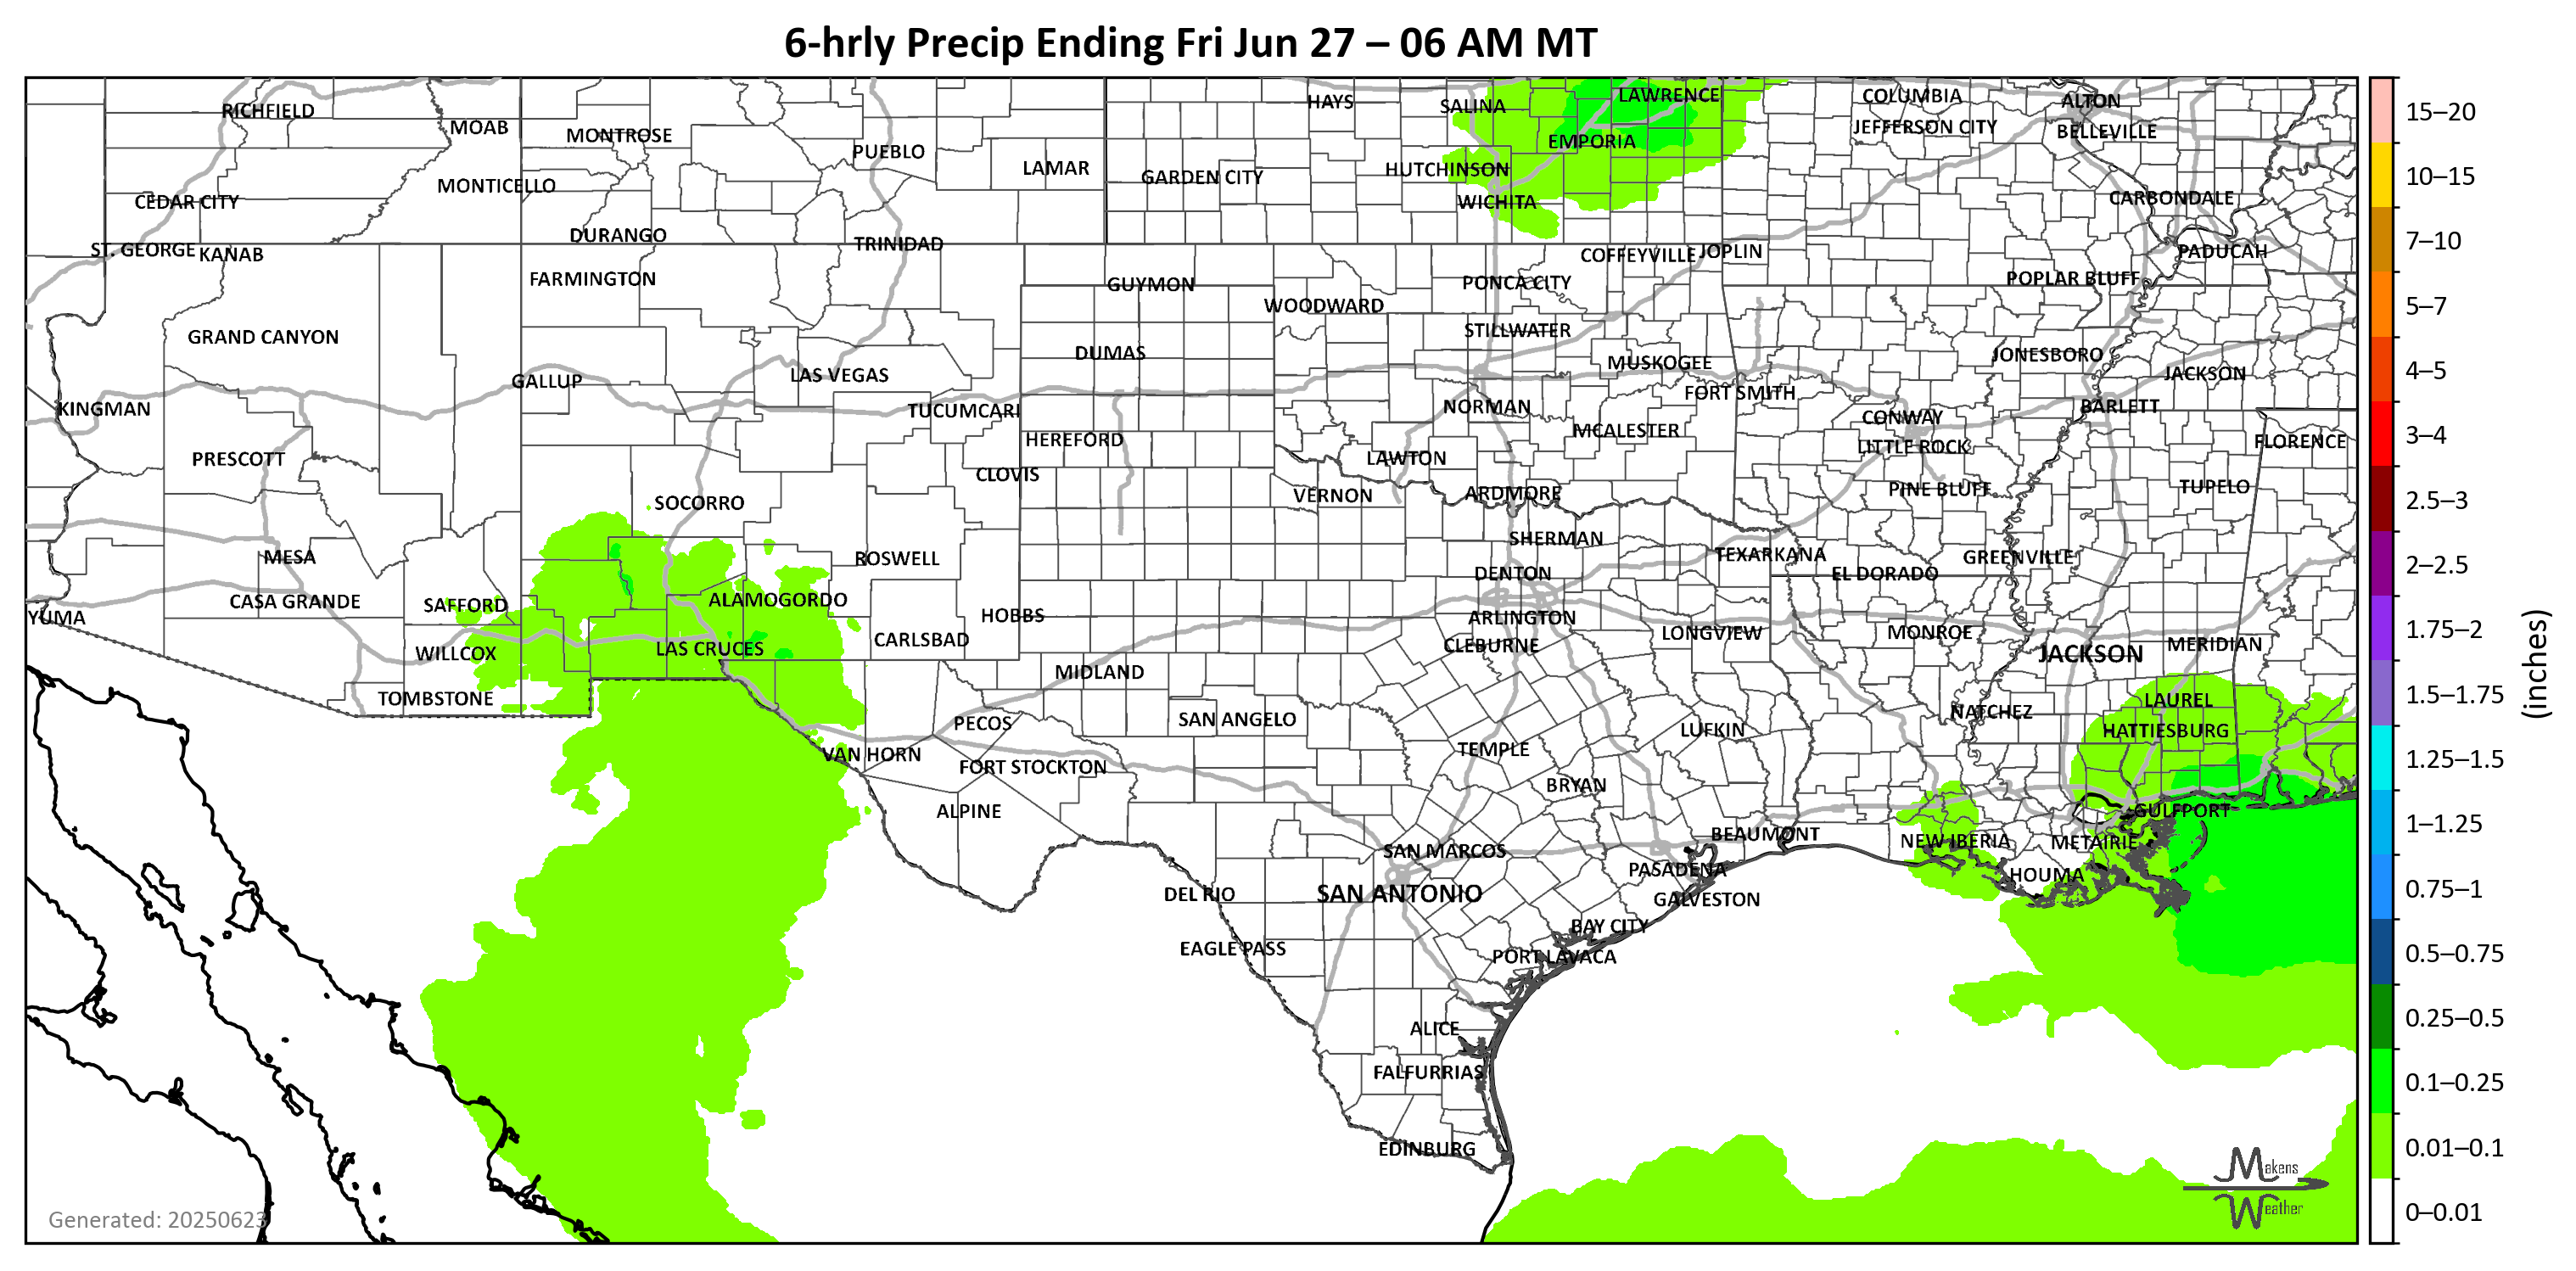 6-hrly Precip Ending Fri Jun 27 – 06 AM MT
RICHFIELD
MOAB
MONTROSE
PUEBLO
LAMAR
HAYS
SALINA
LAWRENCE
COLUMBIA
ALTON
JEFFERSON CITY
BELLEVILLE
EMPORIA
GARDEN CITY
HUTCHINSON
MONTICELLO
CEDAR CITY
WICHITA
CARBONDALE
DURANGO
TRINIDAD
ST. GEORGE
KANAB
COFFEYVILLE
JOPLIN
PADUCAH
FARMINGTON
GUYMON
PONCA CITY
POPLAR BLUFF
WOODWARD
GRAND CANYON
STILLWATER
DUMAS
MUSKOGEE
JONESBORO
GALLUP
LAS VEGAS
JACKSON
FORT SMITH
KINGMAN
TUCUMCARI
NORMAN
CONWAY
BARLETT
HEREFORD
MCALESTER
LITTLE ROCK
FLORENCE
PRESCOTT
LAWTON
CLOVIS
SOCORRO
VERNON
ARDMORE
PINE BLUFF
TUPELO
SHERMAN
MESA
ROSWELL
TEXARKANA
GREENVILLE
DENTON
EL DORADO
CASA GRANDE
SAFFORD
ALAMOGORDO
YUMA
HOBBS
ARLINGTON
CARLSBAD
LONGVIEW
MONROE
WILLCOX
LAS CRUCES
CLEBURNE
JACKSON
MERIDIAN
MIDLAND
TOMBSTONE
LAUREL
NATCHEZ
PECOS
SAN ANGELO
LUFKIN
HATTIESBURG
VAN HORN
TEMPLE
FORT STOCKTON
BRYAN
ALPINE
GULFPORT
BEAUMONT
NEW IBERIA
METAIRIE
SAN MARCOS
PASADENA
HOUMA
DEL RIO
SAN ANTONIO
GALVESTON
BAY CITY
EAGLE PASS
PORT LAVACA
ALICE
FALFURRIAS
EDINBURG
Generated: 20250623
Makens
Weather
15–20
10–15
7–10
5–7
4–5
3–4
2.5–3
2–2.5
1.75–2
1.5–1.75
1.25–1.5
1–1.25
0.75–1
0.5–0.75
0.25–0.5
0.1–0.25
0.01–0.1
0–0.01
(inches)